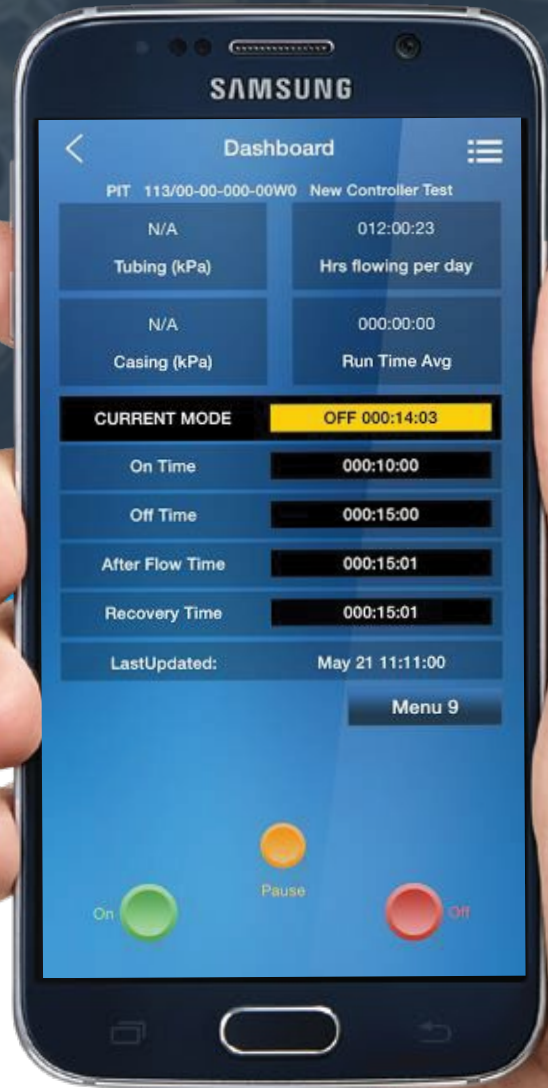 SAMSUNG
Dashboard
PIT 113/00-00-000-00W0 New Controller Test
N/A
Tubing (kPa)
012:00:23
Hrs flowing per day
N/A
Casing (kPa)
000:00:00
Run Time Avg
CURRENT MODE OFF 000:14:03
On Time 000:10:00
Off Time 000:15:00
After Flow Time 000:15:01
Recovery Time 000:15:01
LastUpdated: May 21 11:11:00
Menu 9
Pause
On
Off